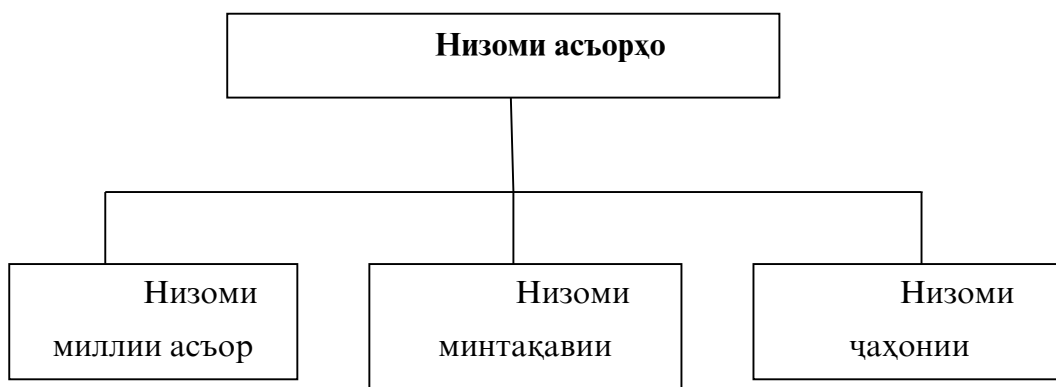 Низоми асъорҳо
Низоми
миллии асъор
Низоми
минтақавии
Низоми
ҷаҳонии